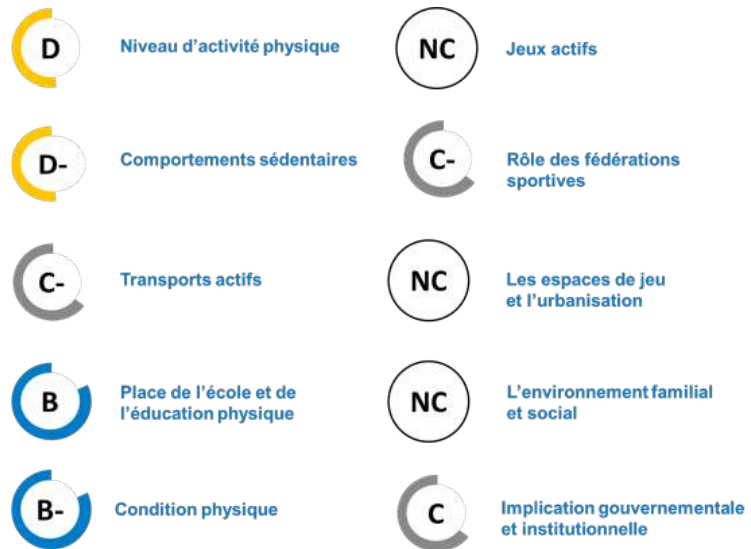 D
Niveau d'activité physique
NC
Jeux actifs
D-
Comportements sédentaires
C-
Rôle des fédérations
sportives
C-
Transports actifs
NC
Les espaces de jeu
et l'urbanisation
B
Place de l'école et de
l'éducation physique
NC
L'environnement familial
et social
B-
Condition physique
C
Implication gouvernementale
et institutionnelle